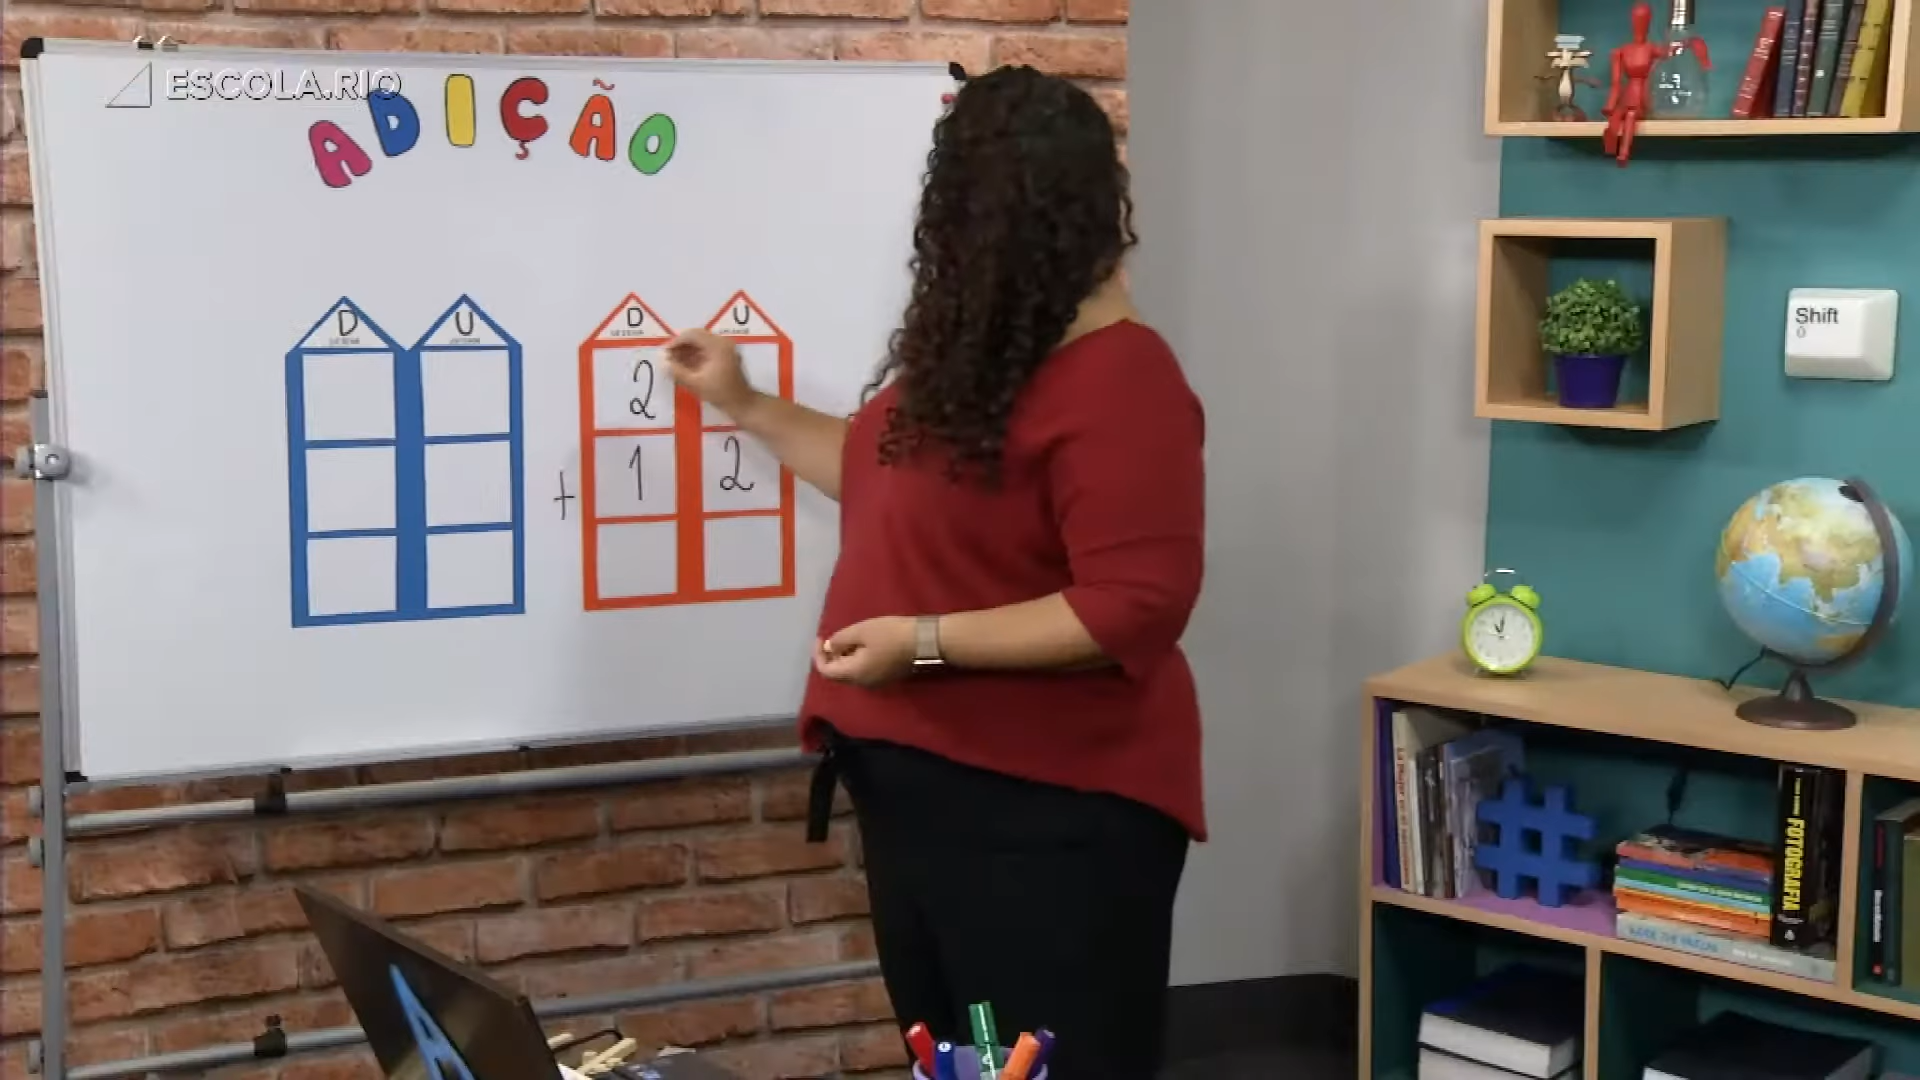 ESCOLA.RIO
ADIÇÃO
D U D U
2
+ 1 2
Shift
FOTOGRAFIA